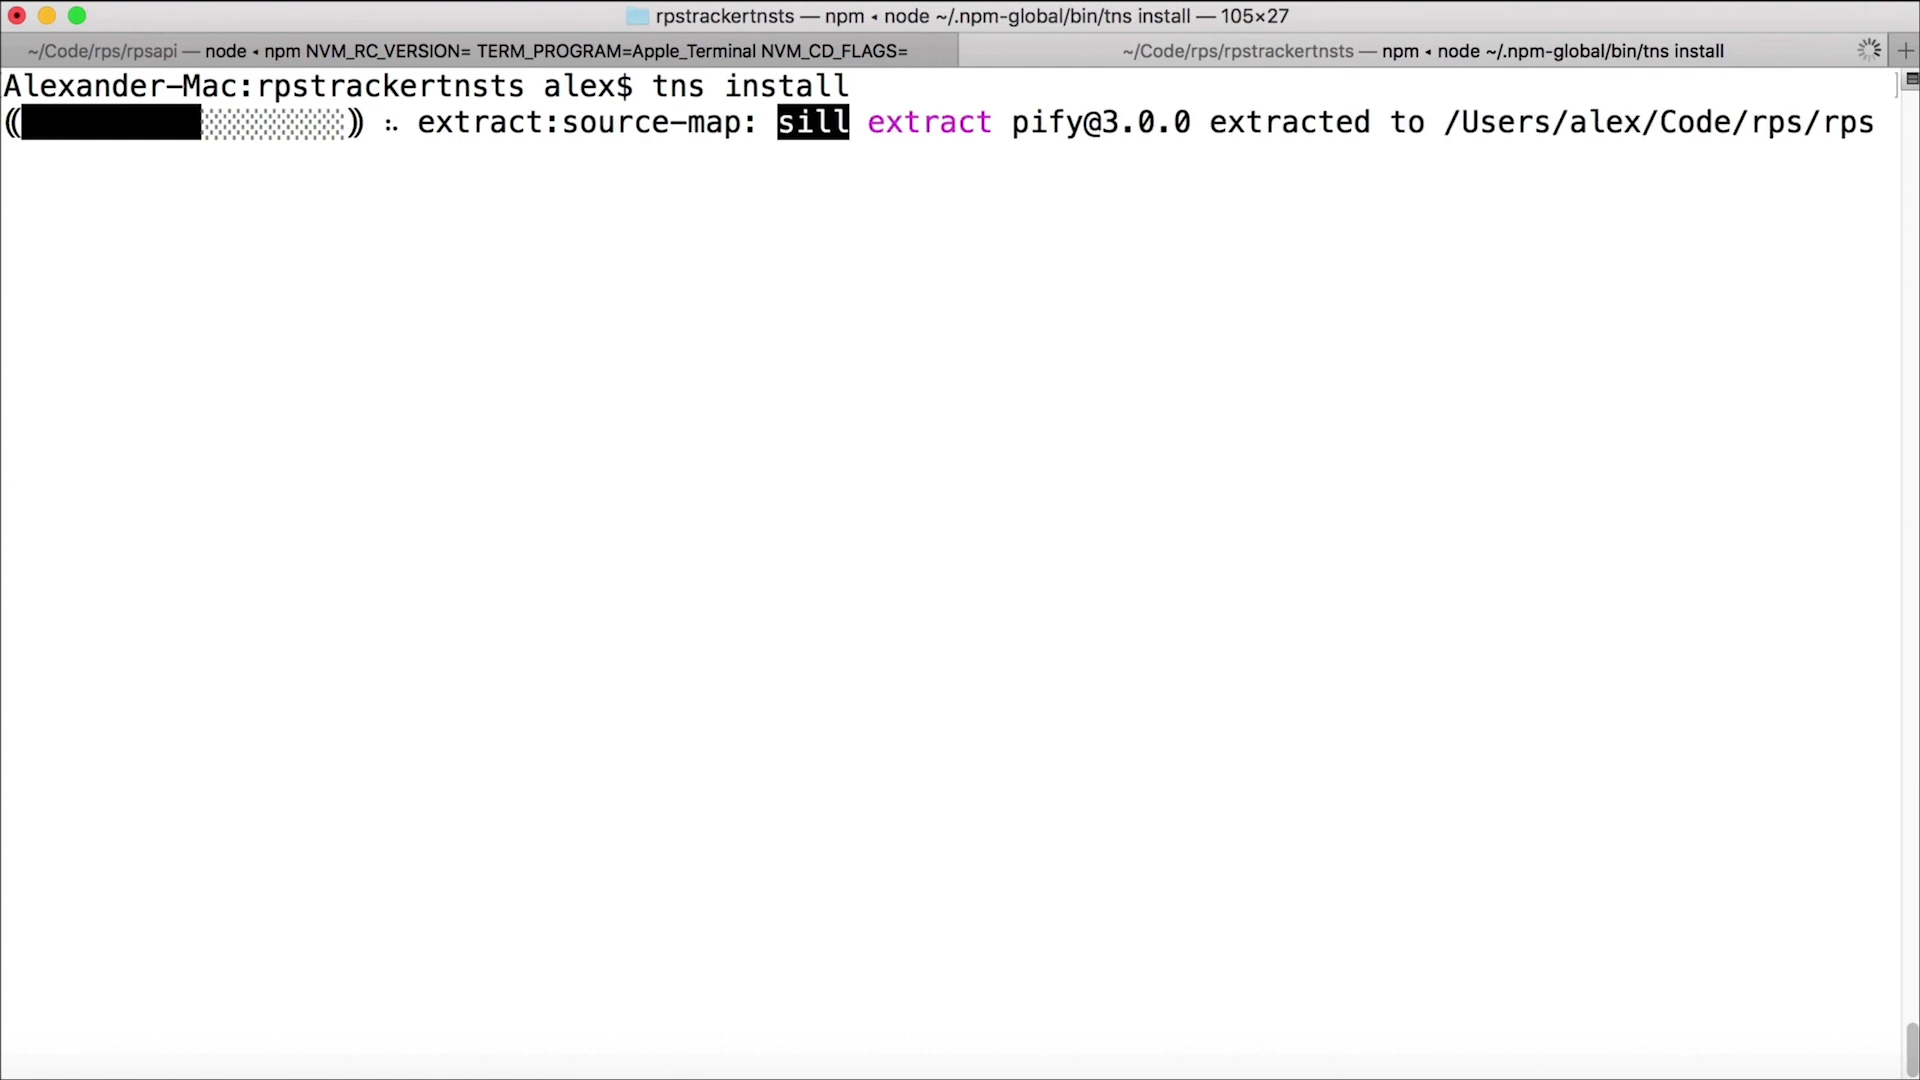 rpstrackertnsts — npm ◂ node ~/.npm-global/bin/tns install — 105×27
~/Code/rps/rpsapi — node ◂ npm NVM_RC_VERSION= TERM_PROGRAM=Apple_Terminal NVM_CD_FLAGS=
~/Code/rps/rpstrackertnsts — npm ◂ node ~/.npm-global/bin/tns install
Alexander-Mac:rpstrackertnsts alex$ tns install
(██████████░░░░░░░░) ⠦ extract:source-map: sill extract pify@3.0.0 extracted to /Users/alex/Code/rps/rps